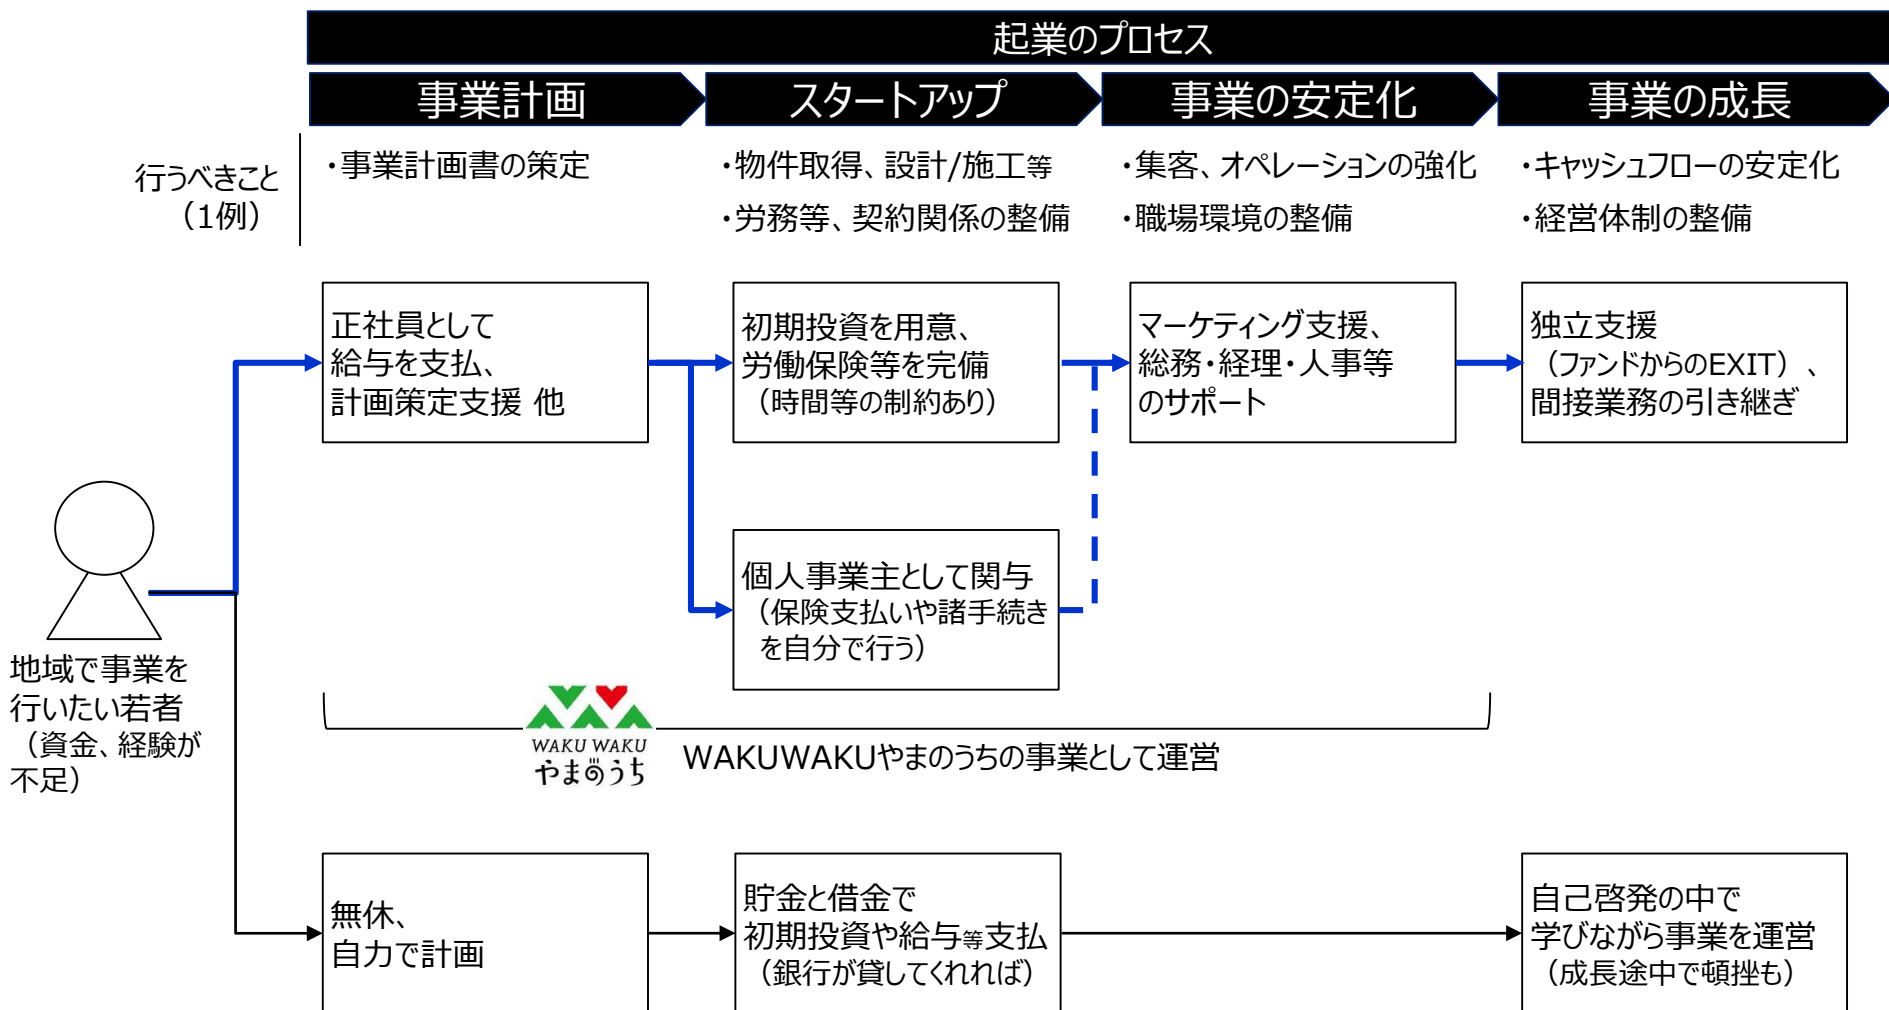 起業のプロセス
事業計画
スタートアップ
事業の安定化
事業の成長
行うべきこと
（1例）
・事業計画書の策定
・物件取得、設計/施工等
・労務等、契約関係の整備
・集客、オペレーションの強化
・職場環境の整備
・キャッシュフローの安定化
・経営体制の整備
正社員として
給与を支払、
計画策定支援 他
初期投資を用意、
労働保険等を完備
（時間等の制約あり）
マーケティング支援、
総務・経理・人事等
のサポート
独立支援
（ファンドからのEXIT）、
間接業務の引き継ぎ
個人事業主として関与
（保険支払いや諸手続き
を自分で行う）
地域で事業を
行いたい若者
（資金、経験が
不足）
WAKU WAKU
やまのうち
WAKUWAKUやまのうちの事業として運営
無休、
自力で計画
貯金と借金で
初期投資や給与等支払
（銀行が貸してくれれば）
自己啓発の中で
学びながら事業を運営
（成長途中で頓挫も）